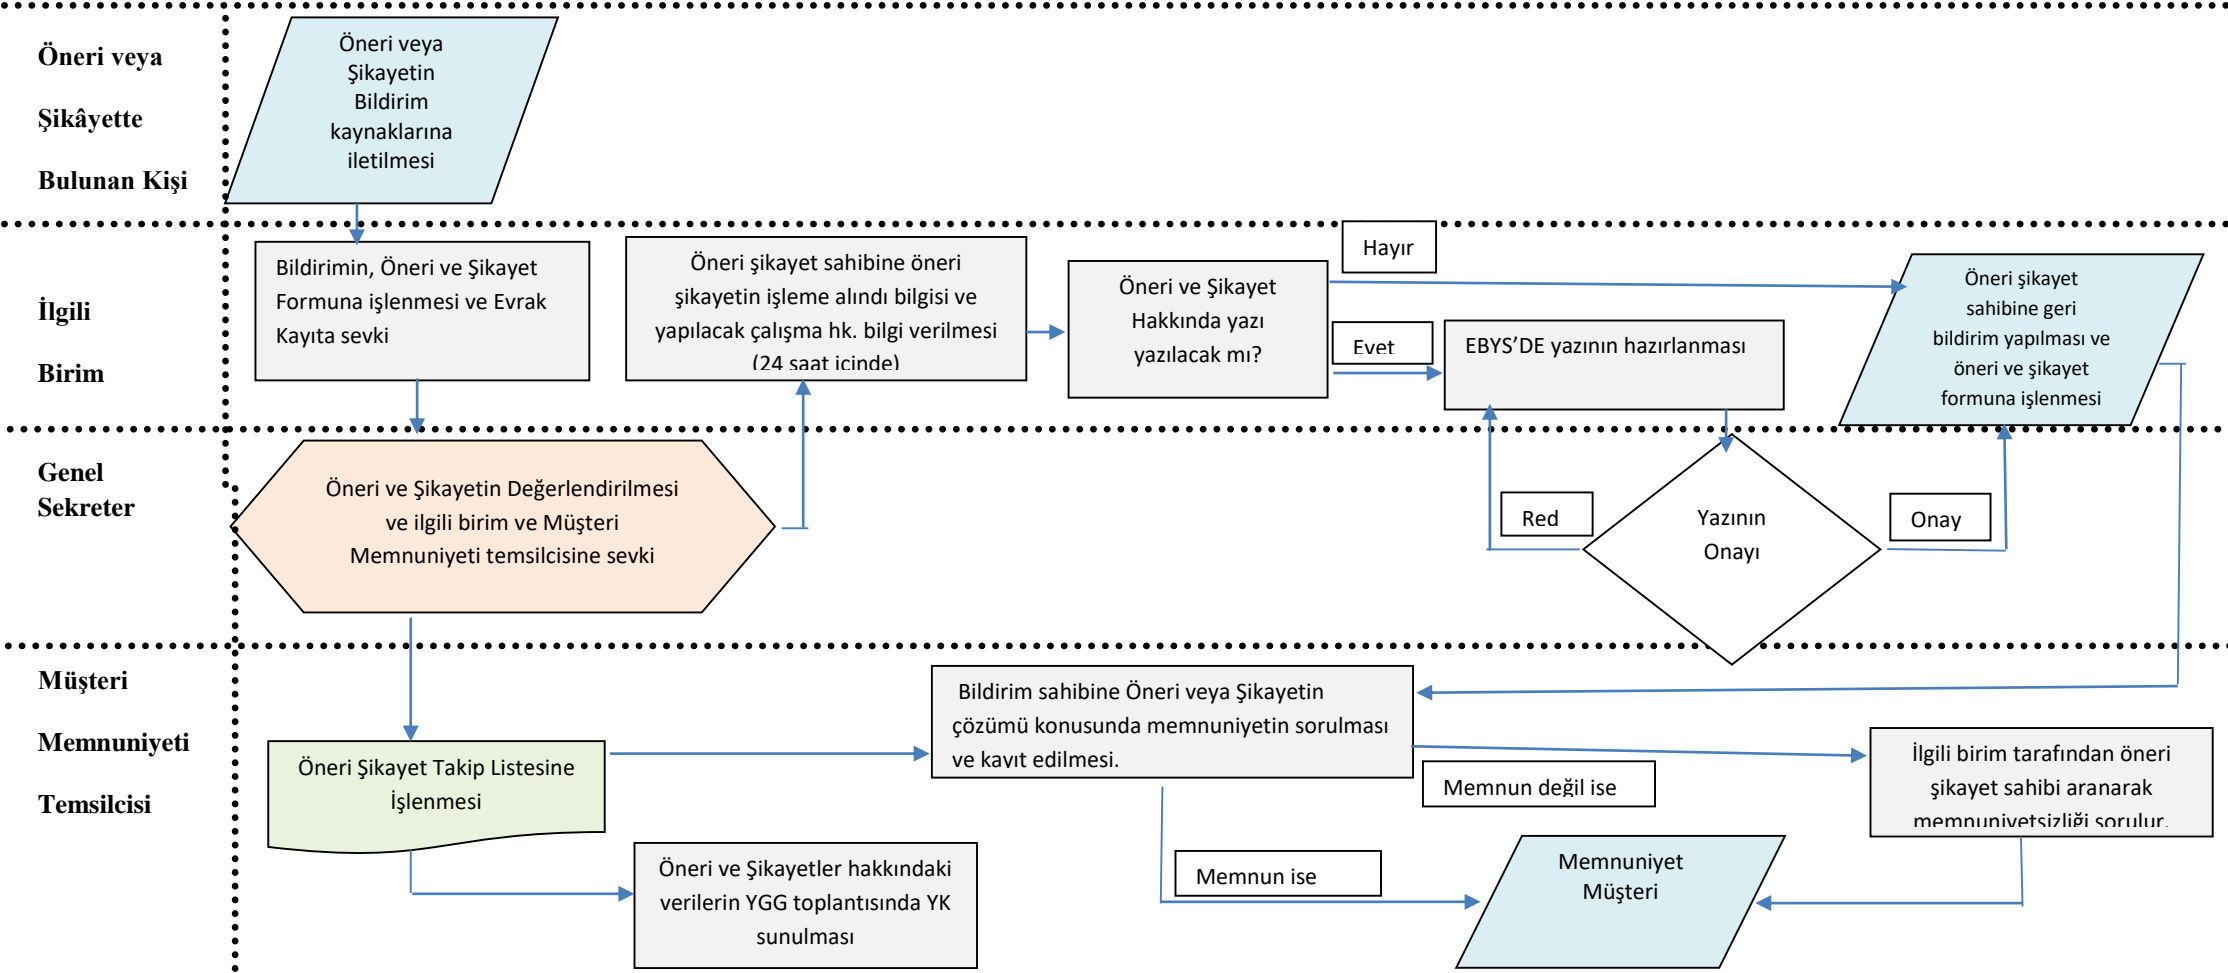 Öneri veya
Şikâyette
Bulunan Kişi
Öneri veya
Şikayetin
Bildirim
kaynaklarına
iletilmesi
İlgili
Birim
Bildirimin, Öneri ve Şikayet
Formuna işlenmesi ve Evrak
Kayıta sevki
Öneri şikayet sahibine öneri
şikayetin işleme alındı bilgisi ve
yapılacak çalışma hk. bilgi verilmesi
(24 saat içinde)
Öneri ve Şikayet
Hakkında yazı
yazılacak mı?
Hayır
Evet
EBYS’DE yazının hazırlanması
Öneri şikayet
sahibine geri
bildirim yapılması ve
öneri ve şikayet
formuna işlenmesi
Genel
Sekreter
Öneri ve Şikayetin Değerlendirilmesi
ve ilgili birim ve Müşteri
Memnuniyeti temsilcisine sevki
Red
Yazının
Onayı
Onay
Müşteri
Memnuniyeti
Temsilcisi
Öneri Şikayet Takip Listesine
İşlenmesi
Bildirim sahibine Öneri veya Şikayetin
çözümü konusunda memnuniyetin sorulması
ve kayıt edilmesi.
Memnun değil ise
İlgili birim tarafından öneri
şikayet sahibi aranarak
memnuniyetsizliği sorulur.
Öneri ve Şikayetler hakkındaki
verilerin YGG toplantısında YK
sunulması
Memnun ise
Memnuniyet
Müşteri